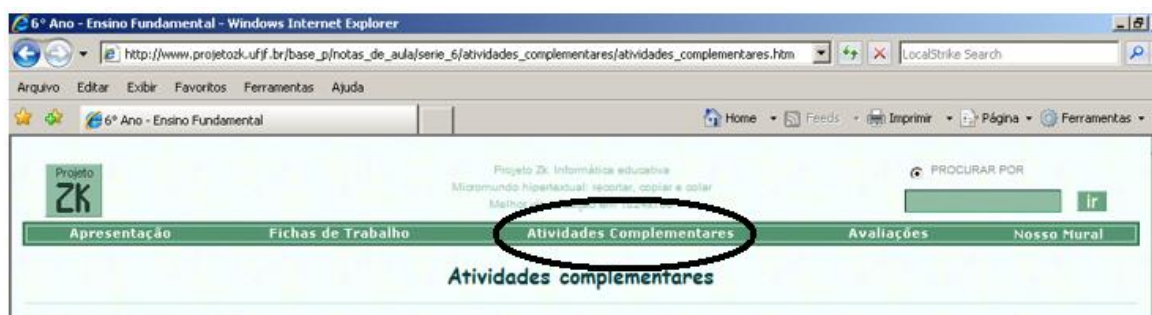 6º Ano - Ensino Fundamental - Windows Internet Explorer
http://www.projetozk.ufjf.br/base_p/notas_de_aula/serie_6/atividades_complementares/atividades_complementares.htm LocalStrike Search
Arquivo Editar Exibir Favoritos Ferramentas Ajuda
6º Ano - Ensino Fundamental Home Feeds Imprimir Página Ferramentas
Projeto
ZK
Projeto Zk: Informática educativa
Micromundo hipertextual: recortar, copiar e colar
PROCURAR POR
ir
Apresentação Fichas de Trabalho Atividades Complementares Avaliações Nosso Mural
Atividades complementares